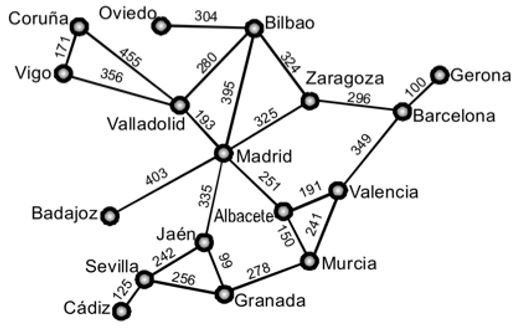 Coruña
Oviedo
304
Bilbao
171
455
280
324
Vigo
356
395
Zaragoza
Gerona
100
296
Valladolid
193
325
Barcelona
349
Madrid
403
251
191
Valencia
335
Badajoz
Albacete
150
241
Jaén
242
99
278
Murcia
Sevilla
256
125
Granada
Cádiz